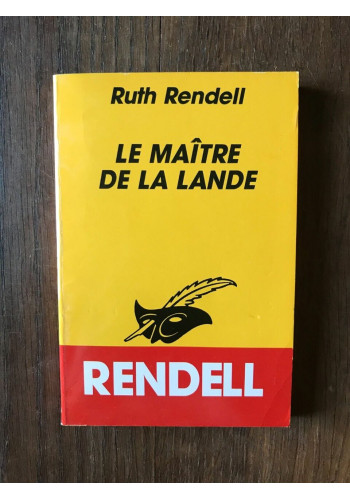 Ruth Rendell
LE MAÎTRE
DE LA LANDE
RENDELL